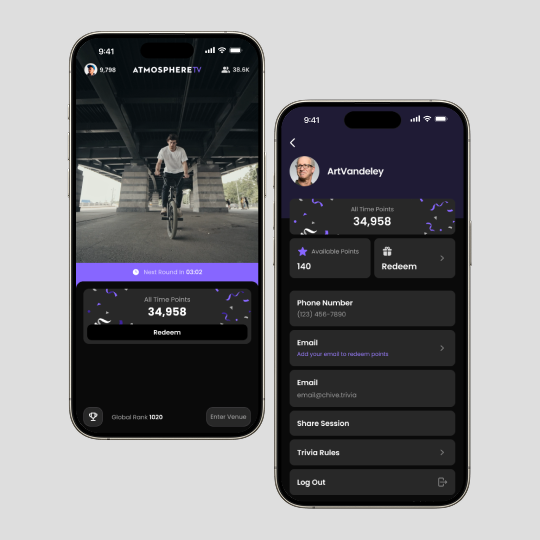 9:41
9,798
ATMOSPHERE TV
38.6K
Next Round in 03:02
All Time Points
34,958
Redeem
Global Rank 1020
Enter Venue
9:41
ArtVandeley
All Time Points
34,958
Available Points
140
Redeem
Phone Number
(123) 456-7890
Email
Add your email to redeem points
Email
email@chive.trivia
Share Session
Trivia Rules
Log Out